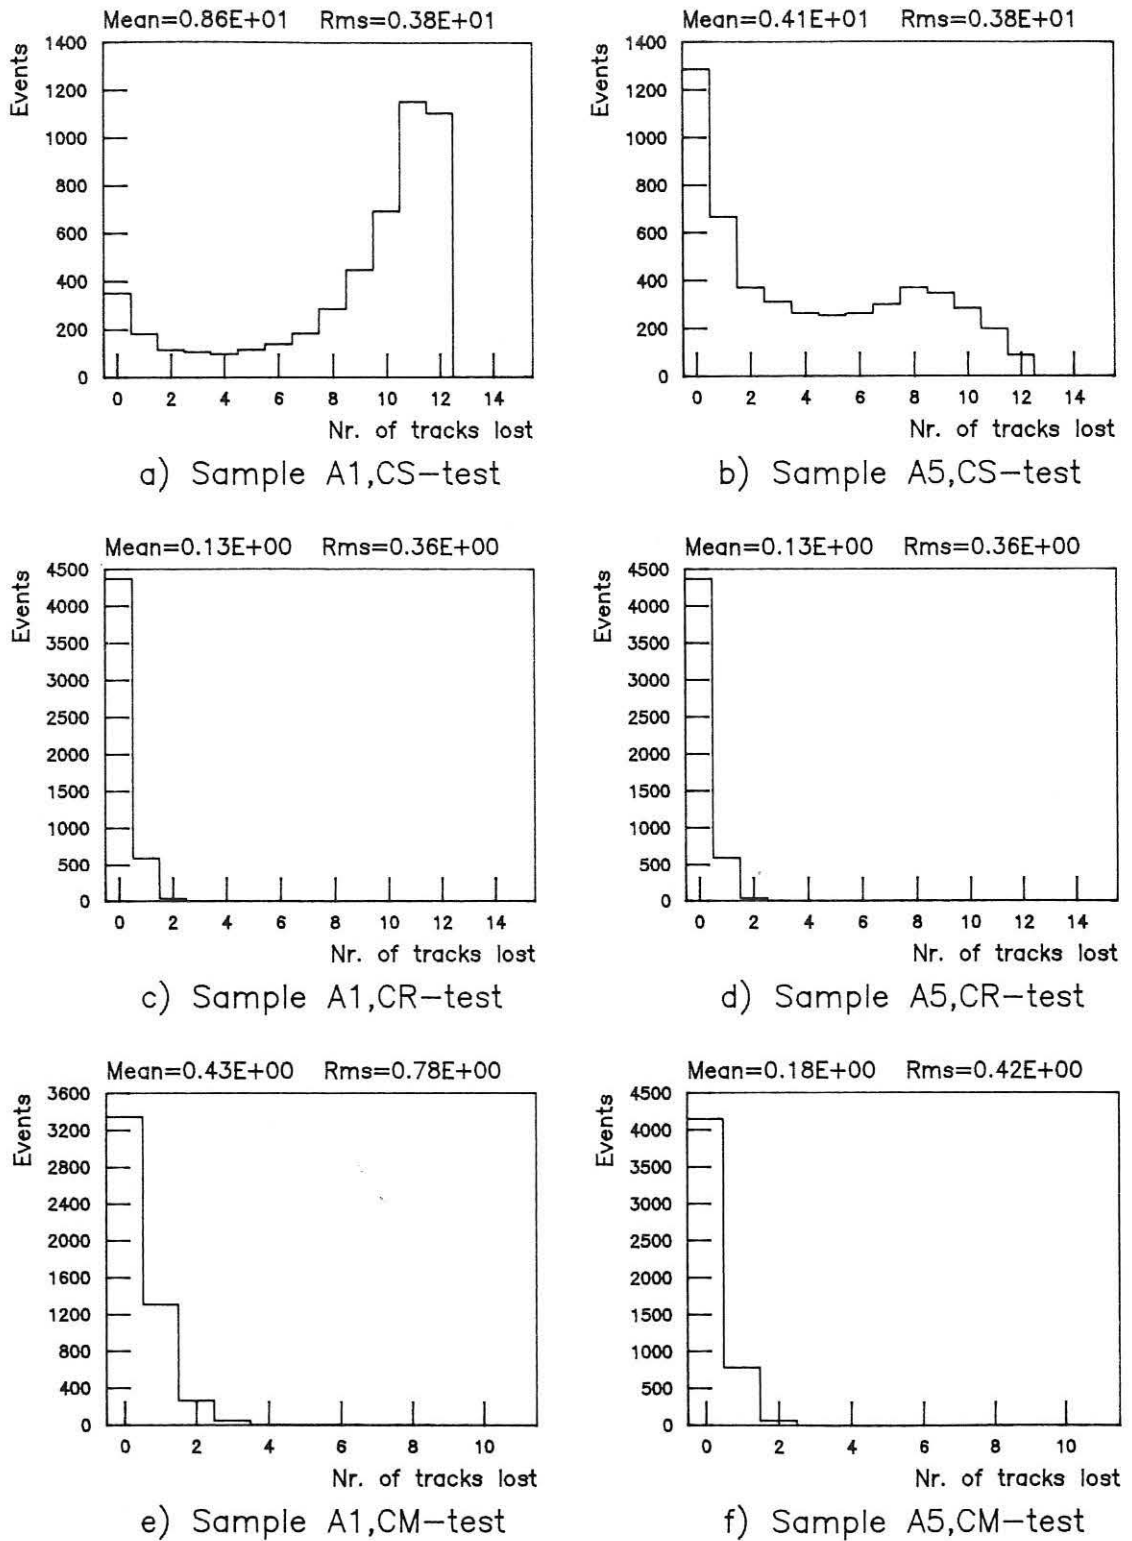 Mean=0.86E+01 Rms=0.38E+01
Events
1400
1200
1000
800
600
400
200
0
0 2 4 6 8 10 12 14
Nr. of tracks lost
a) Sample A1,CS-test
Mean=0.41E+01 Rms=0.38E+01
Events
1400
1200
1000
800
600
400
200
0
0 2 4 6 8 10 12 14
Nr. of tracks lost
b) Sample A5,CS-test
Mean=0.13E+00 Rms=0.36E+00
Events
4500
4000
3500
3000
2500
2000
1500
1000
500
0
0 2 4 6 8 10 12 14
Nr. of tracks lost
c) Sample A1,CR-test
Mean=0.13E+00 Rms=0.36E+00
Events
4500
4000
3500
3000
2500
2000
1500
1000
500
0
0 2 4 6 8 10 12 14
Nr. of tracks lost
d) Sample A5,CR-test
Mean=0.43E+00 Rms=0.78E+00
Events
3600
3200
2800
2400
2000
1600
1200
800
400
0
0 2 4 6 8 10
Nr. of tracks lost
e) Sample A1,CM-test
Mean=0.18E+00 Rms=0.42E+00
Events
4500
4000
3500
3000
2500
2000
1500
1000
500
0
0 2 4 6 8 10
Nr. of tracks lost
f) Sample A5,CM-test